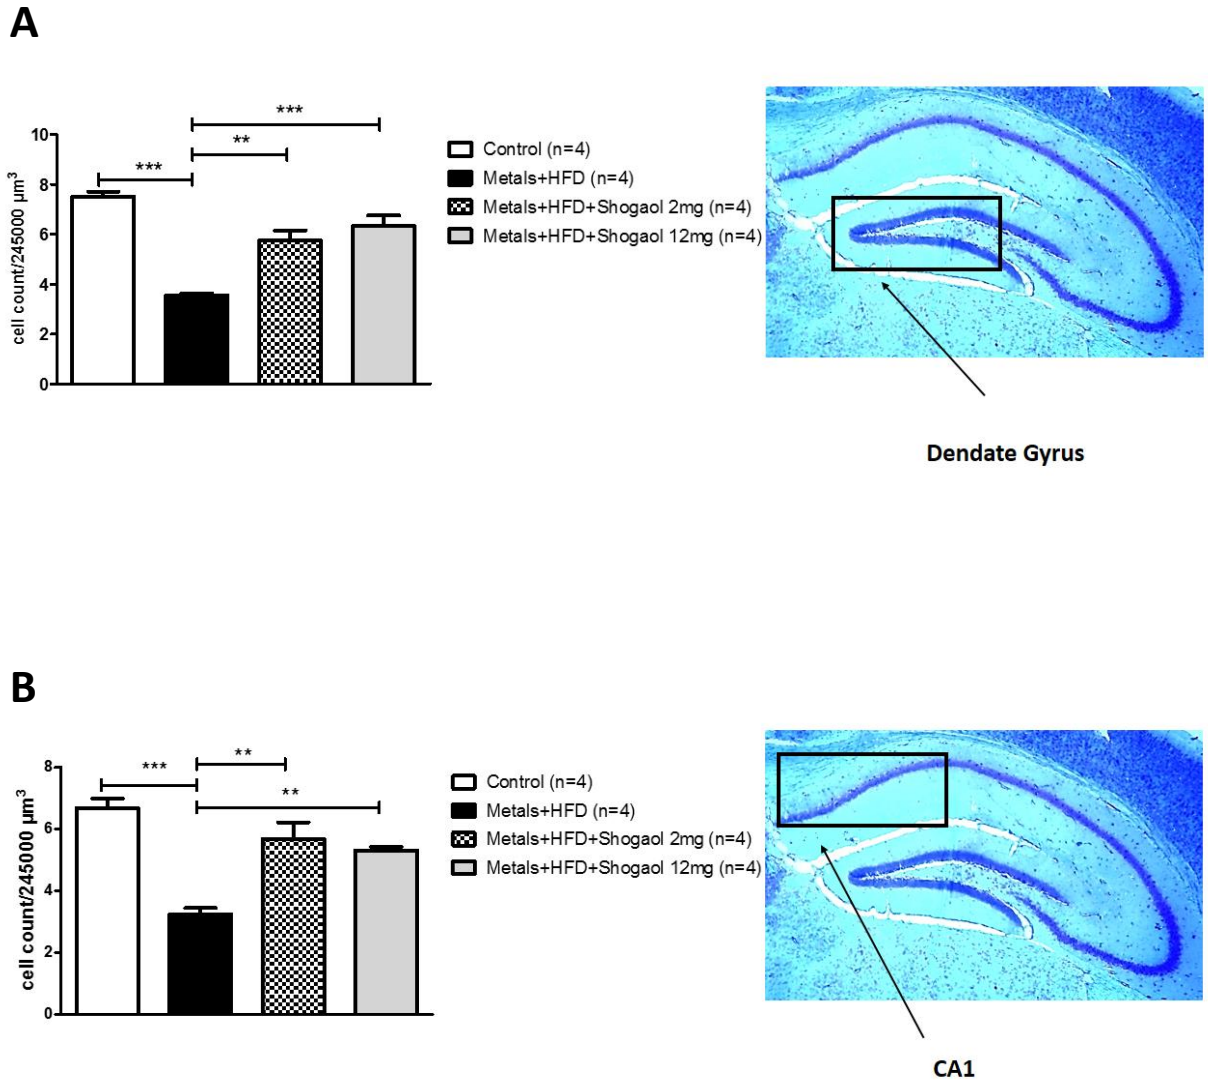 A
***
**
***
10
8
6
4
2
0
cell count/245000 µm³
Control (n=4)
Metals+HFD (n=4)
Metals+HFD+Shogaol 2mg (n=4)
Metals+HFD+Shogaol 12mg (n=4)
Dendate Gyrus
B
**
***
**
8
6
4
2
0
cell count/245000 µm³
Control (n=4)
Metals+HFD (n=4)
Metals+HFD+Shogaol 2mg (n=4)
Metals+HFD+Shogaol 12mg (n=4)
CA1